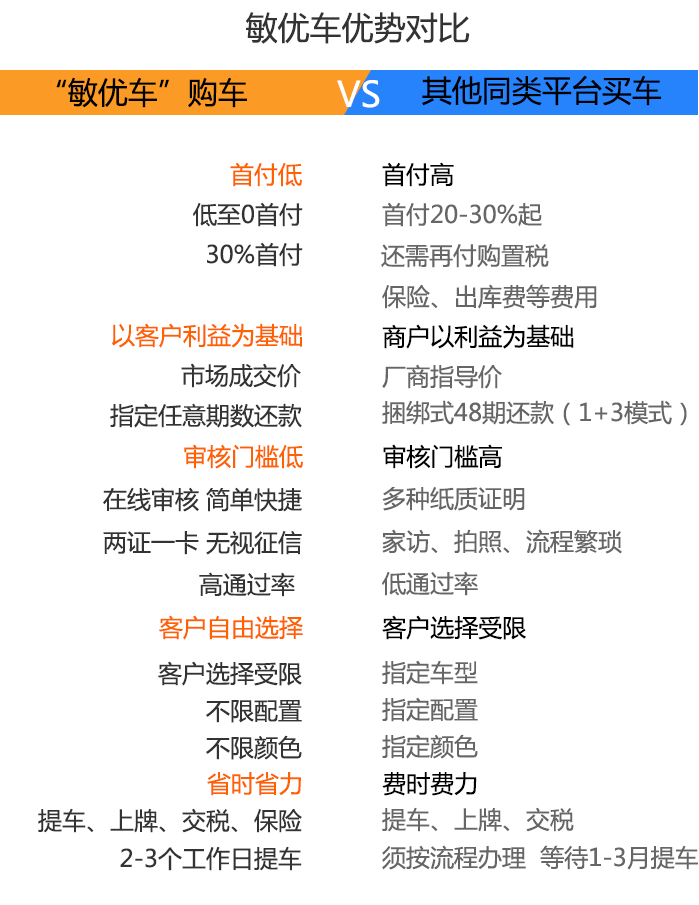 敏优车优势对比
“敏优车”购车 VS 其他同类平台买车
首付低 首付高
低至0首付 首付20-30%起
30%首付 还需再付购置税
保险、出库费等费用
以客户利益为基础 商户以利益为基础
市场成交价 厂商指导价
指定任意期数还款 捆绑式48期还款（1+3模式）
审核门槛低 审核门槛高
在线审核 简单快捷 多种纸质证明
两证一卡 无视征信 家访、拍照、流程繁琐
高通过率 低通过率
客户自由选择 客户选择受限
客户选择受限 指定车型
不限配置 指定配置
不限颜色 指定颜色
省时省力 费时费力
提车、上牌、交税、保险 提车、上牌、交税
2-3个工作日提车 须按流程办理 等待1-3月提车